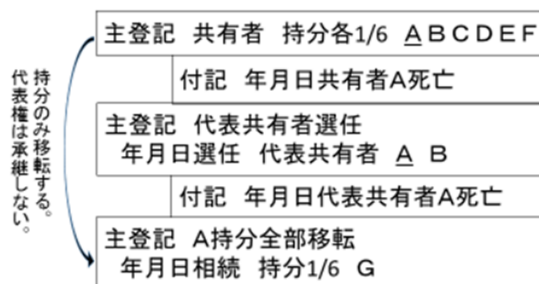 主登記 共有者 持分各1/6 ABCDEF
付記 年月日共有者A死亡
主登記 代表共有者選任
年月日選任 代表共有者 A B
付記 年月日代表共有者A死亡
主登記 A持分全部移転
年月日相続 持分1/6 G
持分のみ移転する。
代表権は承継しない。